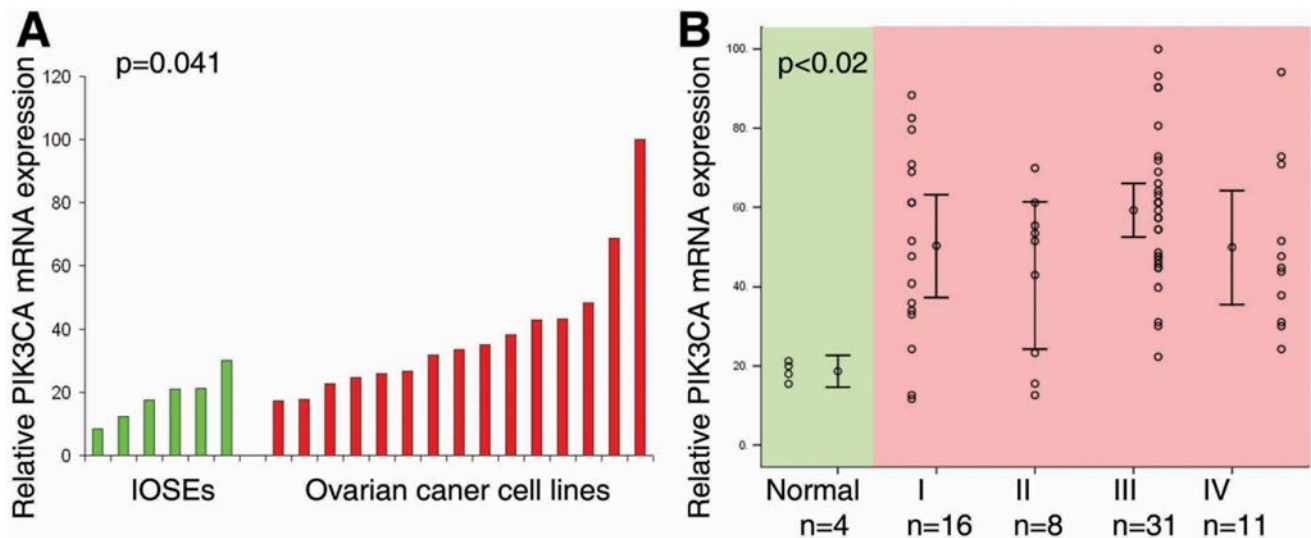 A
p=0.041
Relative PIK3CA mRNA expression
120
100
80
60
40
20
0
IOSEs
Ovarian caner cell lines
B
p<0.02
Relative PIK3CA mRNA expression
100.
80.
60.
40.
20.
0.
Normal I II III IV
n=4 n=16 n=8 n=31 n=11